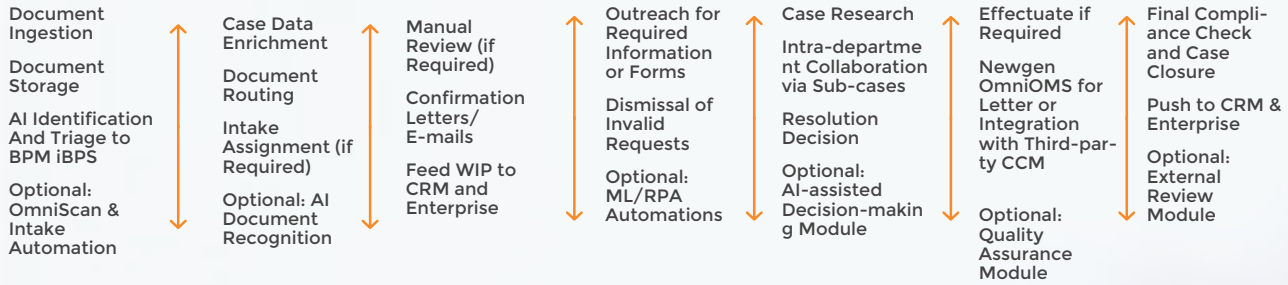 Document
Ingestion
Document
Storage
AI Identification
And Triage to
BPM iBPS
Optional:
OmniScan &
Intake
Automation
Case Data
Enrichment
Document
Routing
Intake
Assignment (if
Required)
Optional: AI
Document
Recognition
Manual
Review (if
Required)
Confirmation
Letters/
E-mails
Feed WIP to
CRM and
Enterprise
Outreach for
Required
Information
or Forms
Dismissal of
Invalid
Requests
Optional:
ML/RPA
Automations
Case Research
Intra-departme
nt Collaboration
via Sub-cases
Resolution
Decision
Optional:
AI-assisted
Decision-makin
g Module
Effectuate if
Required
Newgen
OmniOMS for
Letter or
Integration
with Third-par-
ty CCM
Optional:
Quality
Assurance
Module
Final Compli-
ance Check
and Case
Closure
Push to CRM &
Enterprise
Optional:
External
Review
Module